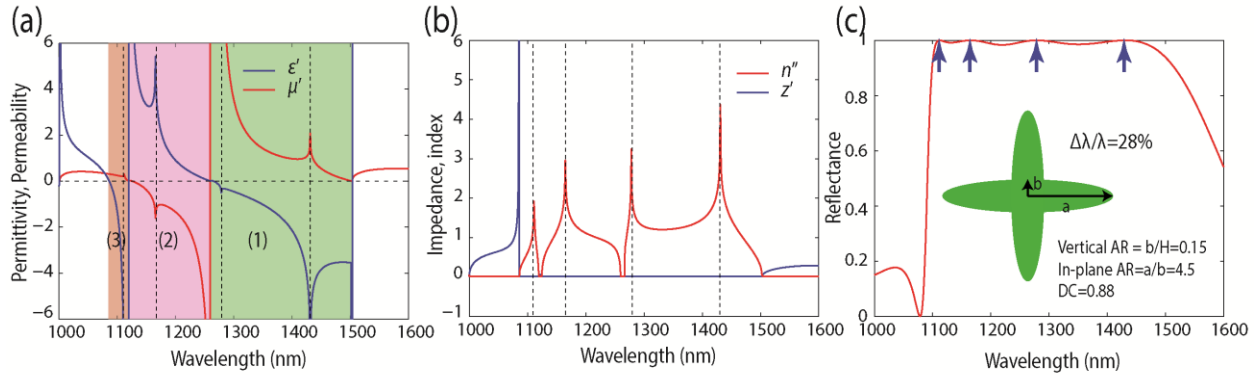 (a)
6
4
2
0
−2
−4
−6
Permittivity, Permeability
ε'
μ'
(3)
(2)
(1)
1000 1100 1200 1300 1400 1500 1600
Wavelength (nm)
(b)
6
5
4
3
2
1
0
−1
Impedance, index
n"
z'
1000 1100 1200 1300 1400 1500 1600
Wavelength (nm)
(c)
1
0.8
0.6
0.4
0.2
0
Reflectance
Δλ/λ=28%
b
a
Vertical AR = b/H=0.15
In-plane AR=a/b=4.5
DC=0.88
1000 1100 1200 1300 1400 1500 1600
Wavelength (nm)